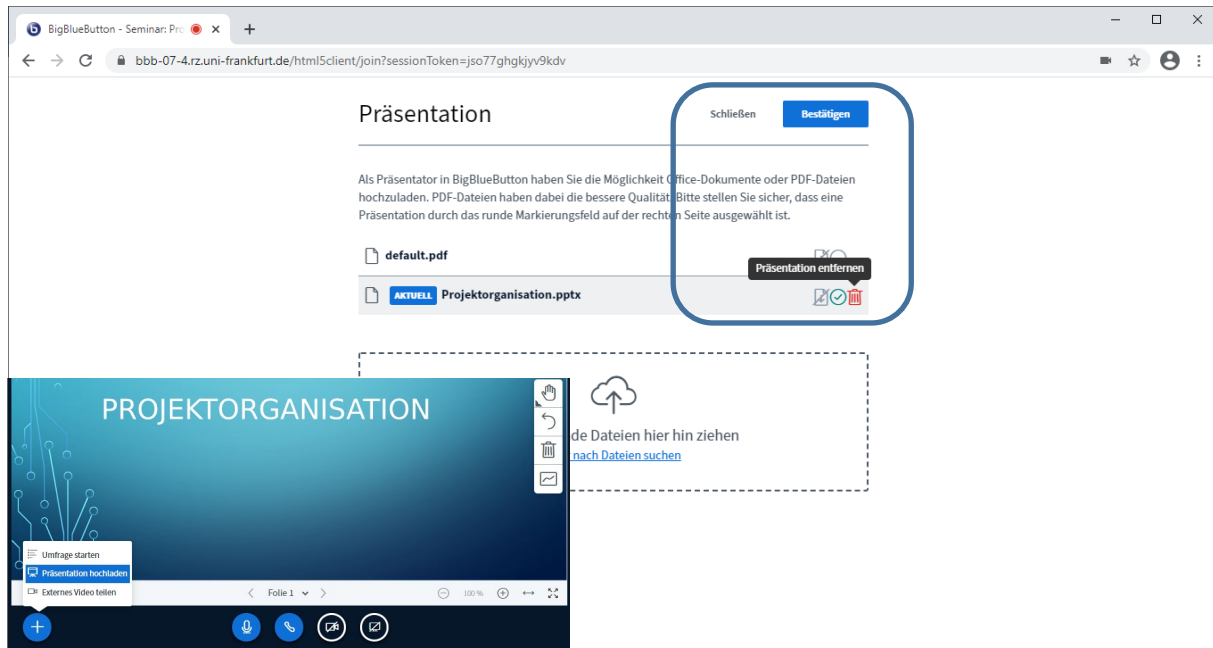 BigBlueButton - Seminar: Pro
bbb-07-4.rz.uni-frankfurt.de/html5client/join?sessionToken=jso77ghgkjyv9kdv
Präsentation
Schließen
Bestätigen
Als Präsentator in BigBlueButton haben Sie die Möglichkeit Office-Dokumente oder PDF-Dateien
hochzuladen. PDF-Dateien haben dabei die bessere Qualität. Bitte stellen Sie sicher, dass eine
Präsentation durch das runde Markierungsfeld auf der rechten Seite ausgewählt ist.
default.pdf
Präsentation entfernen
AKTUELL Projektorganisation.pptx
de Dateien hier hin ziehen
nach Dateien suchen
PROJEKTORGANISATION
Umfrage starten
Präsentation hochladen
Externes Video teilen
Folie 1
100 %